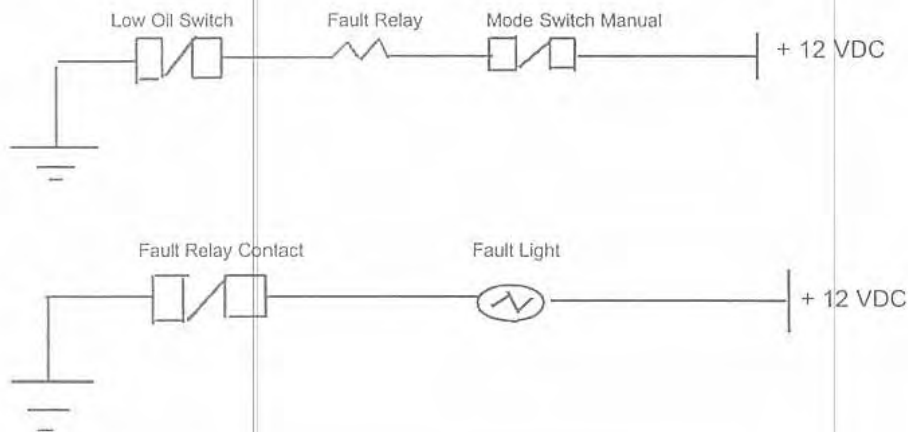 Low Oil Switch Fault Relay Mode Switch Manual
+ 12 VDC
Fault Relay Contact Fault Light
+ 12 VDC